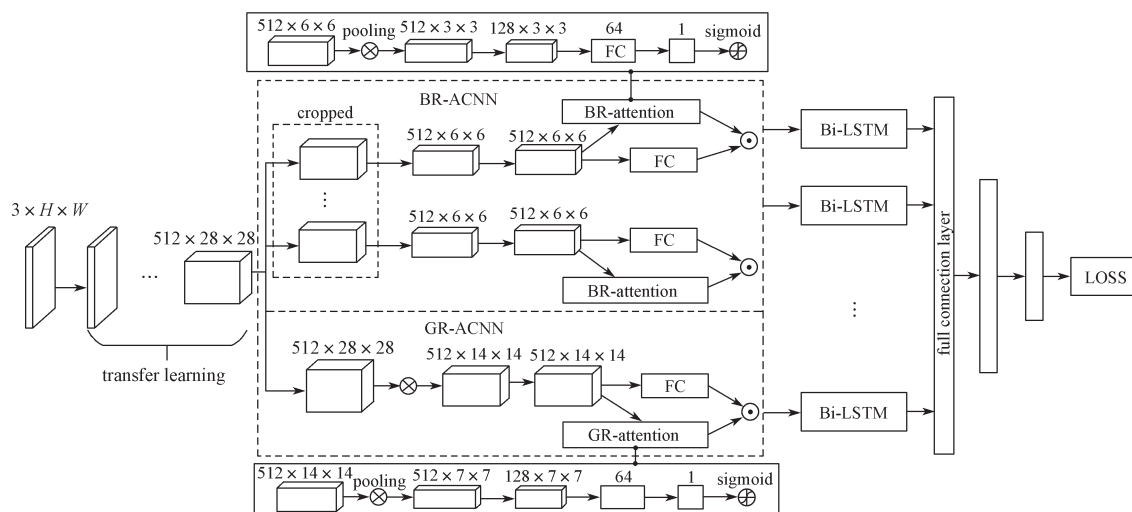 512 × 6 × 6
pooling
512 × 3 × 3
128 × 3 × 3
64
FC
1
sigmoid
BR-ACNN
cropped
BR-attention
512 × 6 × 6
512 × 6 × 6
FC
...
512 × 6 × 6
512 × 6 × 6
FC
BR-attention
3 × H × W
512 × 28 × 28
...
transfer learning
GR-ACNN
512 × 28 × 28
512 × 14 × 14
512 × 14 × 14
FC
GR-attention
512 × 14 × 14
pooling
512 × 7 × 7
128 × 7 × 7
64
1
sigmoid
Bi-LSTM
Bi-LSTM
...
Bi-LSTM
full connection layer
LOSS